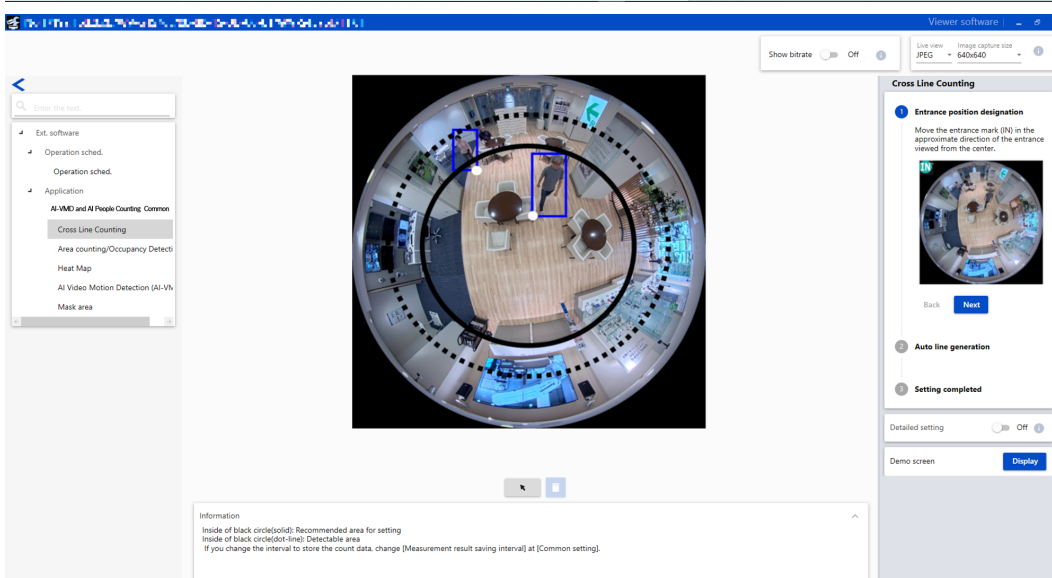 Viewer software
Show bitrate
Off
Live view
JPEG
Image capture size
640x640
Enter the text.
Ext. software
Operation sched.
Operation sched.
Application
AI-VMD and AI People Counting Common
Cross Line Counting
Area counting/Occupancy Detecti
Heat Map
AI Video Motion Detection (AI-VM
Mask area
Information
Inside of black circle(solid): Recommended area for setting
Inside of black circle(dot-line): Detectable area
If you change the interval to store the count data, change [Measurement result saving interval] at [Common setting].
Cross Line Counting
1 Entrance position designation
Move the entrance mark (IN) in the
approximate direction of the entrance
viewed from the center.
IN
Back
Next
2 Auto line generation
3 Setting completed
Detailed setting
Off
Demo screen
Display